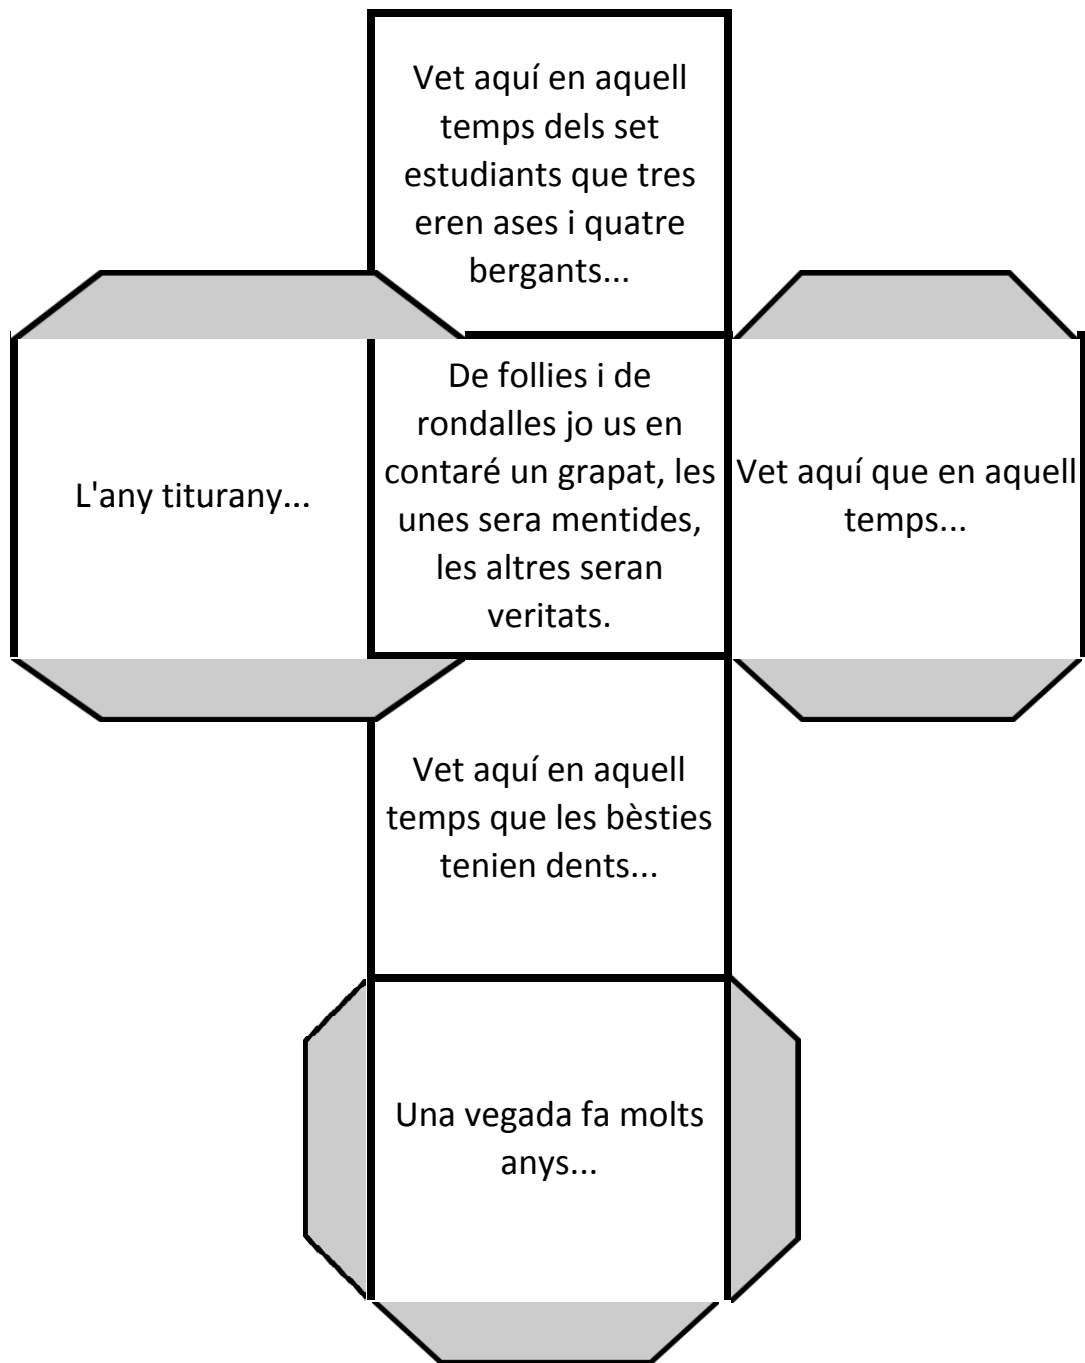 Vet aquí en aquell
temps dels set
estudiants que tres
eren ases i quatre
bergants...
L'any titurany...
De follies i de
rondalles jo us en
contaré un grapat, les
unes sera mentides,
les altres seran
veritats.
Vet aquí que en aquell
temps...
Vet aquí en aquell
temps que les bèsties
tenien dents...
Una vegada fa molts
anys...